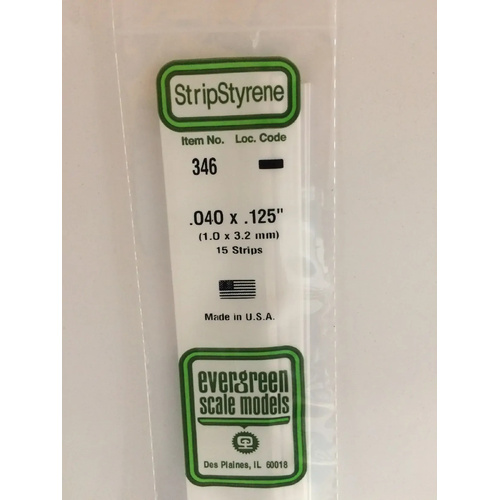 StripStyrene
Item No. Loc. Code
346
.040 x .125"
(1.0 x 3.2 mm)
15 Strips
Made in U.S.A.
evergreen
scale models
Des Plaines, IL 60018